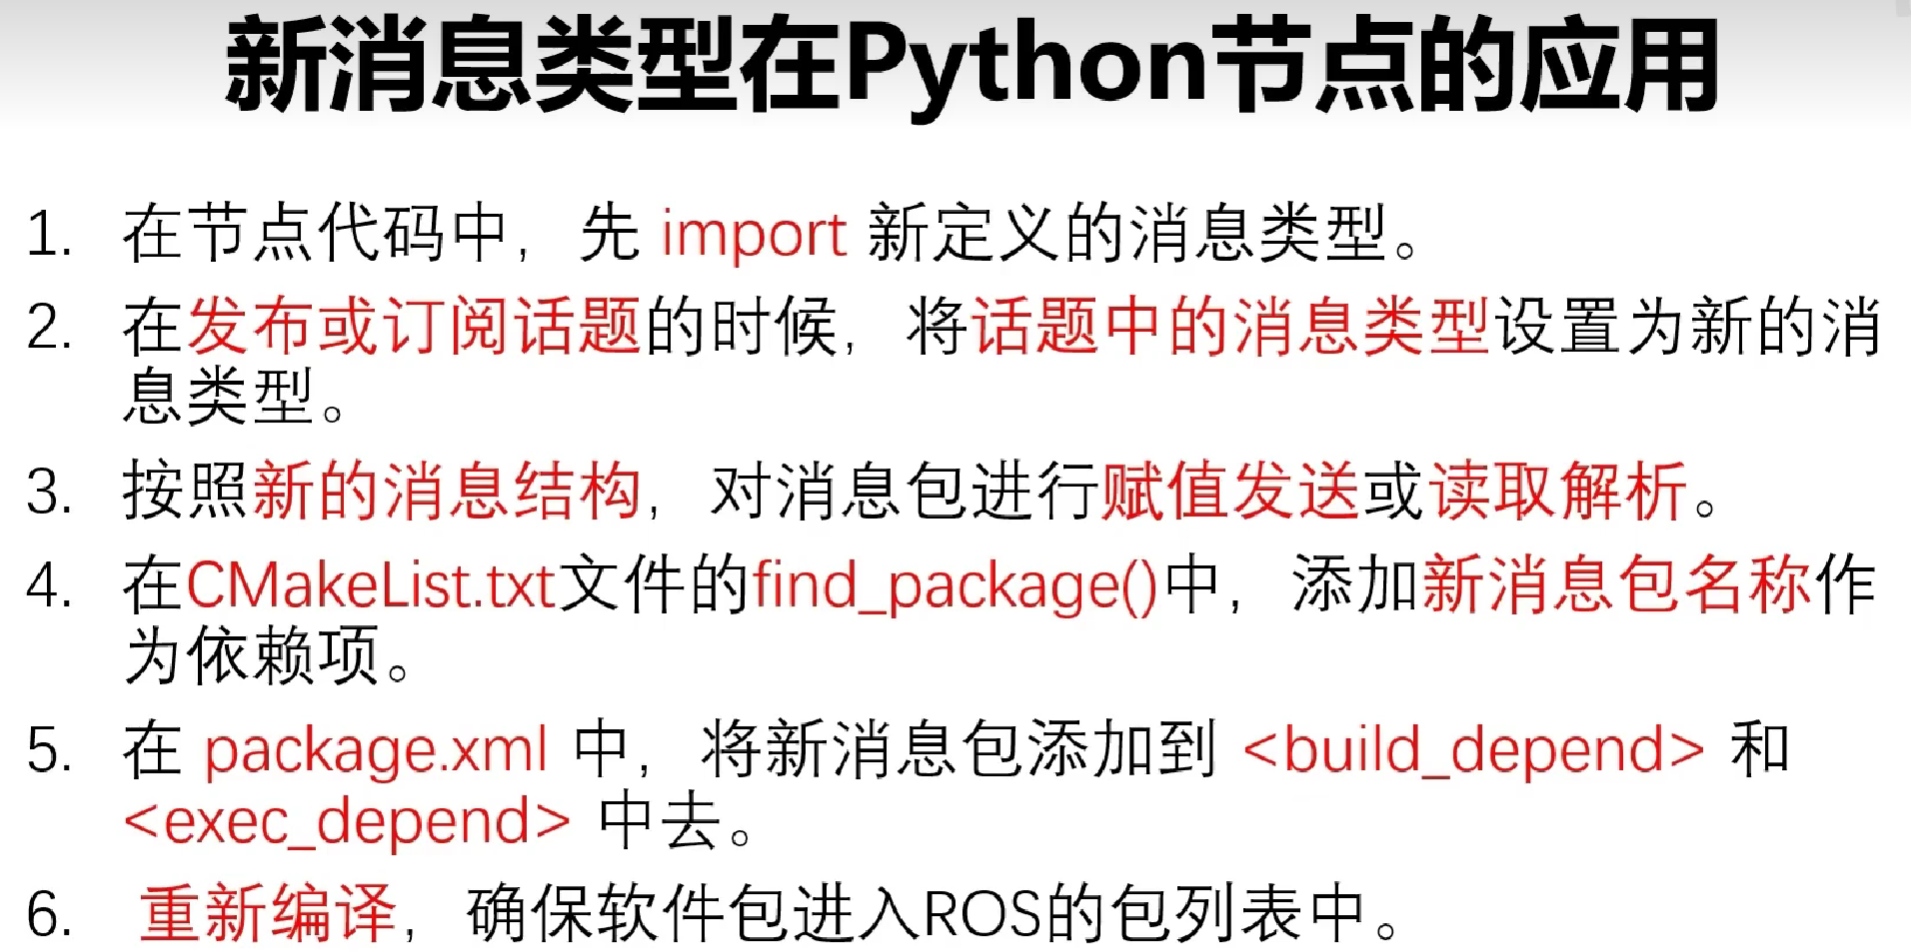 新消息类型在Python节点的应用
1. 在节点代码中，先 import 新定义的消息类型。
2. 在发布或订阅话题的时候，将话题中的消息类型设置为新的消
息类型。
3. 按照新的消息结构，对消息包进行赋值发送或读取解析。
4. 在CMakeList.txt文件的find_package()中，添加新消息包名称作
为依赖项。
5. 在 package.xml 中，将新消息包添加到 <build_depend> 和
<exec_depend> 中去。
6. 重新编译，确保软件包进入ROS的包列表中。